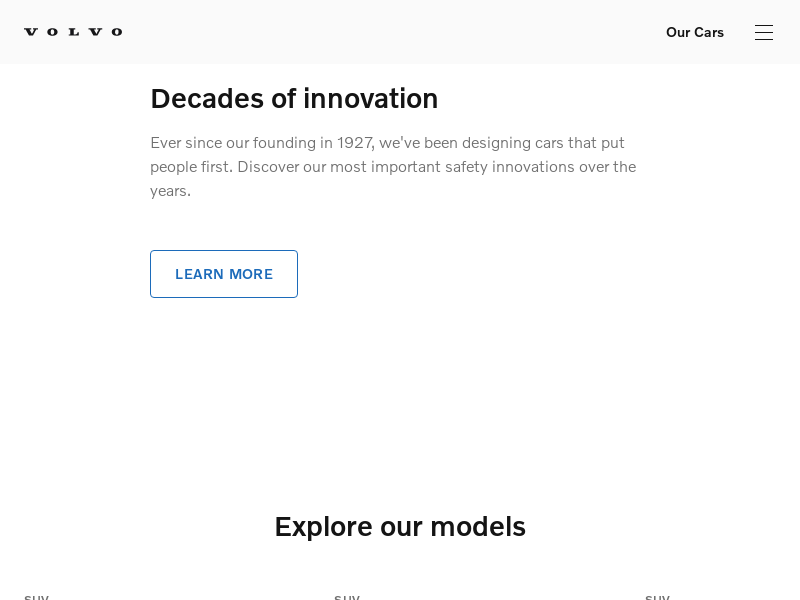 VOLVO
Our Cars
Decades of innovation
Ever since our founding in 1927, we've been designing cars that put
people first. Discover our most important safety innovations over the
years.
LEARN MORE
Explore our models
SUV
SUV
SUV